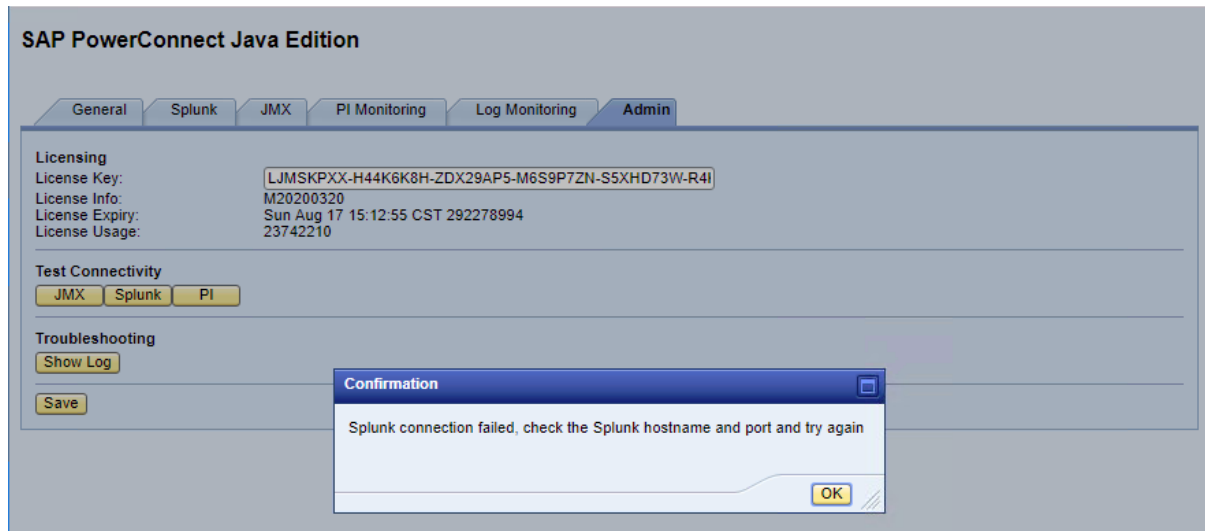 SAP PowerConnect Java Edition
General Splunk JMX PI Monitoring Log Monitoring Admin
Licensing
License Key: LJMSKPXX-H44K6K8H-ZDX29AP5-M6S9P7ZN-S5XHD73W-R4
License Info: M20200320
License Expiry: Sun Aug 17 15:12:55 CST 292278994
License Usage: 23742210
Test Connectivity
JMX Splunk PI
Troubleshooting
Show Log
Confirmation
Save
Splunk connection failed, check the Splunk hostname and port and try again
OK